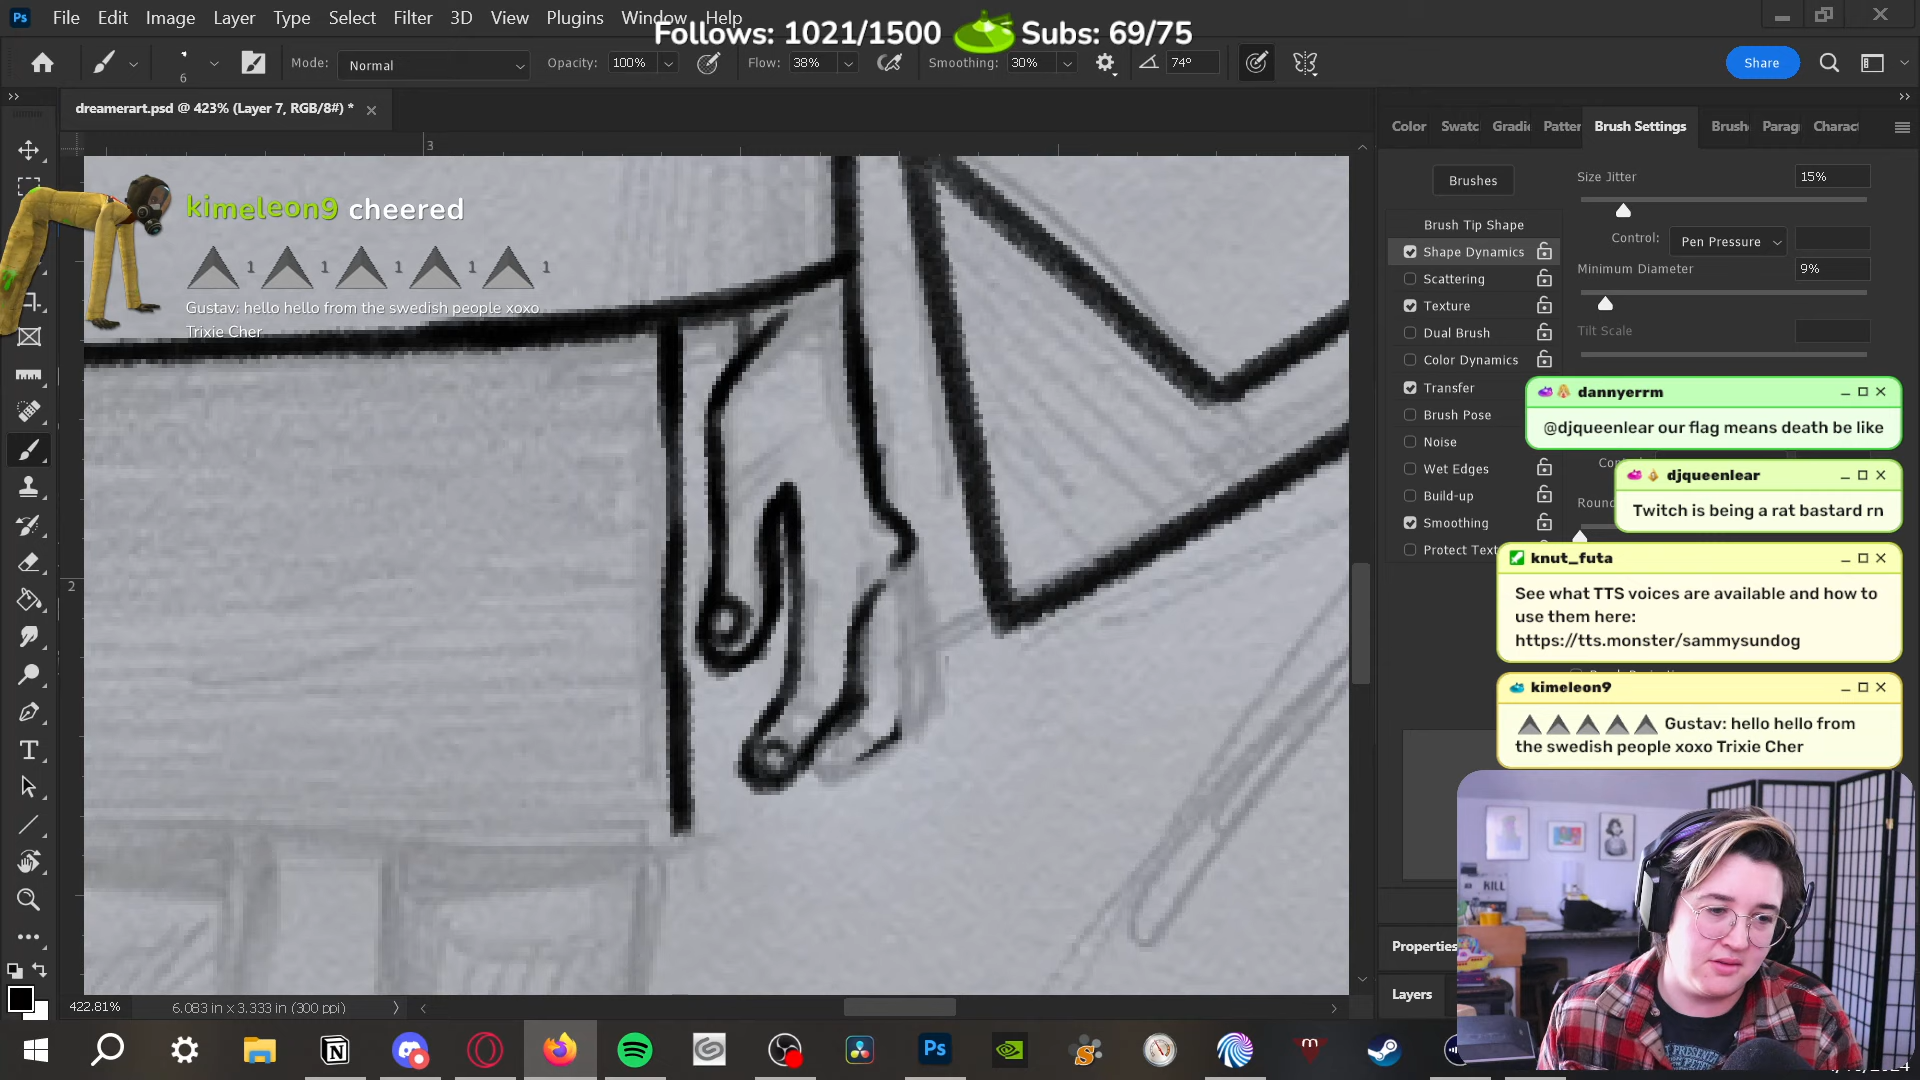 File Edit Image Layer Type Select Filter 3D View Plugins Window Help
Follows: 1021/1500 Subs: 69/75
6 Mode: Normal Opacity: 100% Flow: 38% Smoothing: 30% 74° Share
dreamerart.psd @ 423% (Layer 7, RGB/8#) *
Color Swatc Gradie Patter Brush Settings Brush Parag Charac
3
2
kimeleon9 cheered
1 1 1 1 1
Gustav: hello hello from the swedish people xoxo
Trixie Cher
Brushes
Brush Tip Shape
Shape Dynamics
Scattering
Texture
Dual Brush
Color Dynamics
Transfer
Brush Pose
Noise
Wet Edges
Build-up
Smoothing
Protect Text
Size Jitter 15%
Control: Pen Pressure
Minimum Diameter 9%
Tilt Scale
dannyerrm
@djqueenlear our flag means death be like
djqueenlear
Twitch is being a rat bastard rn
knut_futa
See what TTS voices are available and how to
use them here:
https://tts.monster/sammysundog
kimeleon9
Gustav: hello hello from
the swedish people xoxo Trixie Cher
Properties
Layers
KILL
422.81% 6.083 in x 3.333 in (300 ppi)
Ps